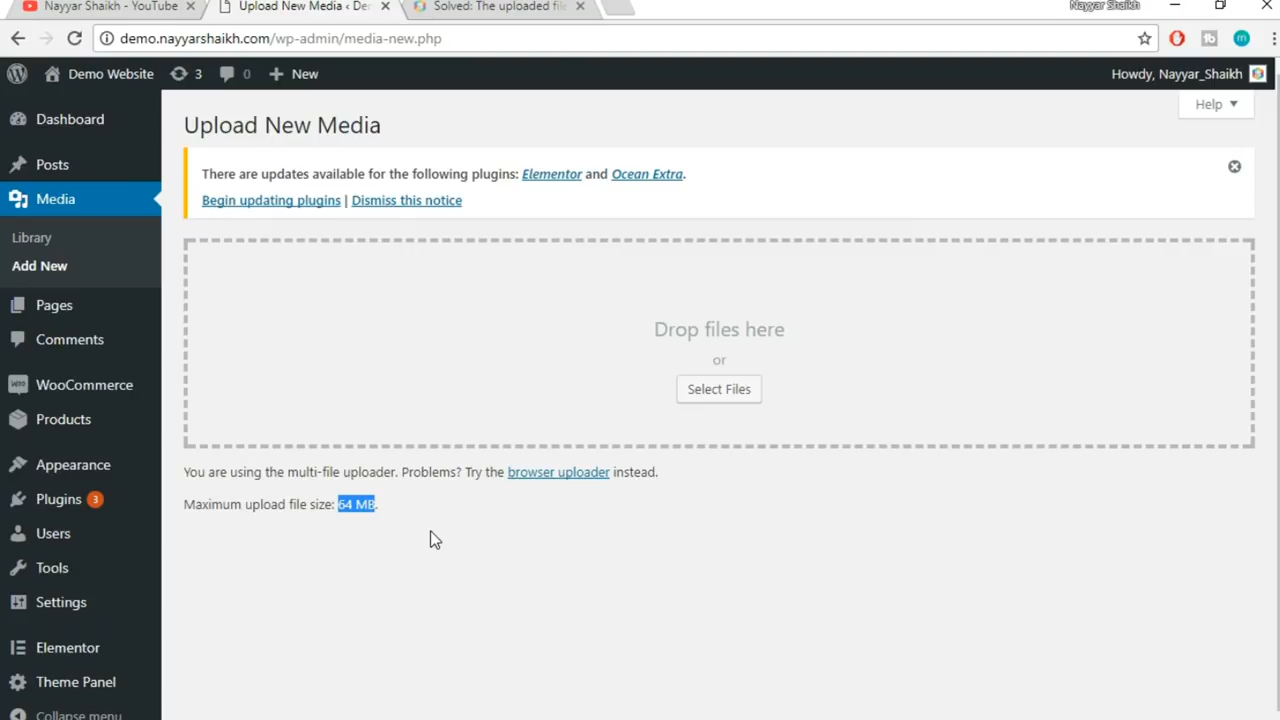 Nayyar Shaikh - YouTube
Upload New Media ‹ De
Solved: The uploaded file
Nayyar Shaikh
demo.nayyarshaikh.com/wp-admin/media-new.php
Demo Website
3
0
New
Howdy, Nayyar_Shaikh
Help
Dashboard
Posts
Media
Library
Add New
Pages
Comments
WooCommerce
Products
Appearance
Plugins 3
Users
Tools
Settings
Elementor
Theme Panel
Collapse menu
Upload New Media
There are updates available for the following plugins: Elementor and Ocean Extra.
Begin updating plugins | Dismiss this notice
Drop files here
or
Select Files
You are using the multi-file uploader. Problems? Try the browser uploader instead.
Maximum upload file size: 64 MB.